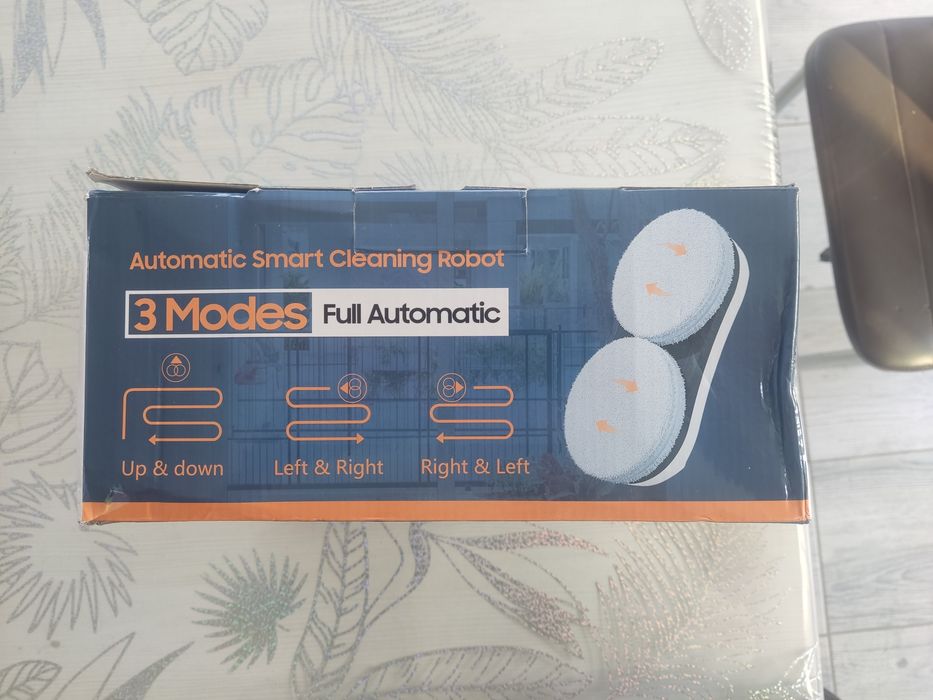 Automatic Smart Cleaning Robot
3 Modes Full Automatic
Up & down
Left & Right
Right & Left